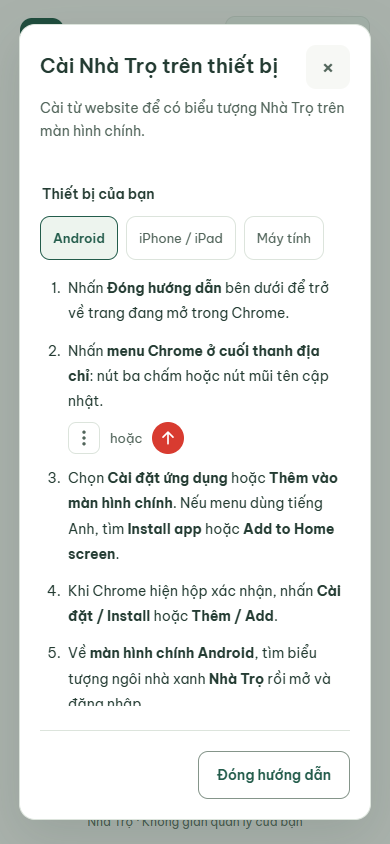 Cài Nhà Trọ trên thiết bị
×
Cài từ website để có biểu tượng Nhà Trọ trên
màn hình chính.
Thiết bị của bạn
Android
iPhone / iPad
Máy tính
1. Nhấn Đóng hướng dẫn bên dưới để trở
về trang đang mở trong Chrome.
2. Nhấn menu Chrome ở cuối thanh địa
chỉ: nút ba chấm hoặc nút mũi tên cập
nhật.
hoặc
3. Chọn Cài đặt ứng dụng hoặc Thêm vào
màn hình chính. Nếu menu dùng tiếng
Anh, tìm Install app hoặc Add to Home
screen.
4. Khi Chrome hiện hộp xác nhận, nhấn Cài
đặt / Install hoặc Thêm / Add.
5. Về màn hình chính Android, tìm biểu
tượng ngôi nhà xanh Nhà Trọ rồi mở và
đăng nhập
Đóng hướng dẫn
Nhà Trọ · Không gian quản lý của bạn